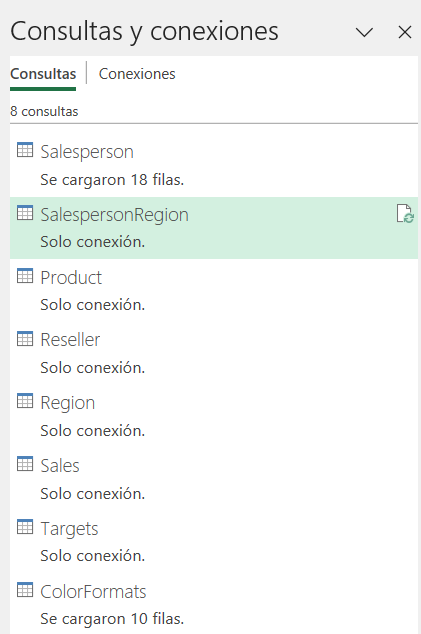 Consultas y conexiones
Consultas | Conexiones
8 consultas
Salesperson
Se cargaron 18 filas.
SalespersonRegion
Solo conexión.
Product
Solo conexión.
Reseller
Solo conexión.
Region
Solo conexión.
Sales
Solo conexión.
Targets
Solo conexión.
ColorFormats
Se cargaron 10 filas.